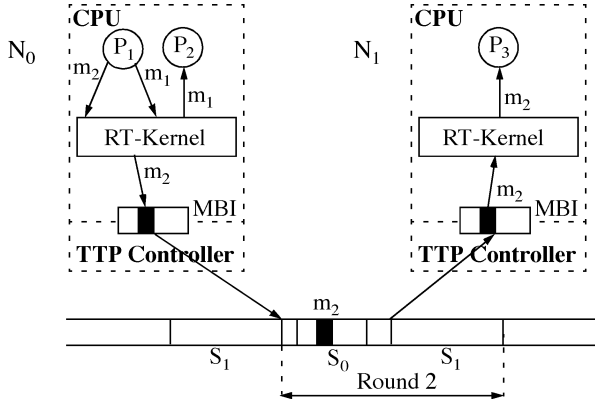 CPU
CPU
N0
P1
P2
N1
P3
m2
m1
m1
m2
RT-Kernel
RT-Kernel
m2
m2
MBI
MBI
TTP Controller
TTP Controller
m2
S1
S0
S1
Round 2